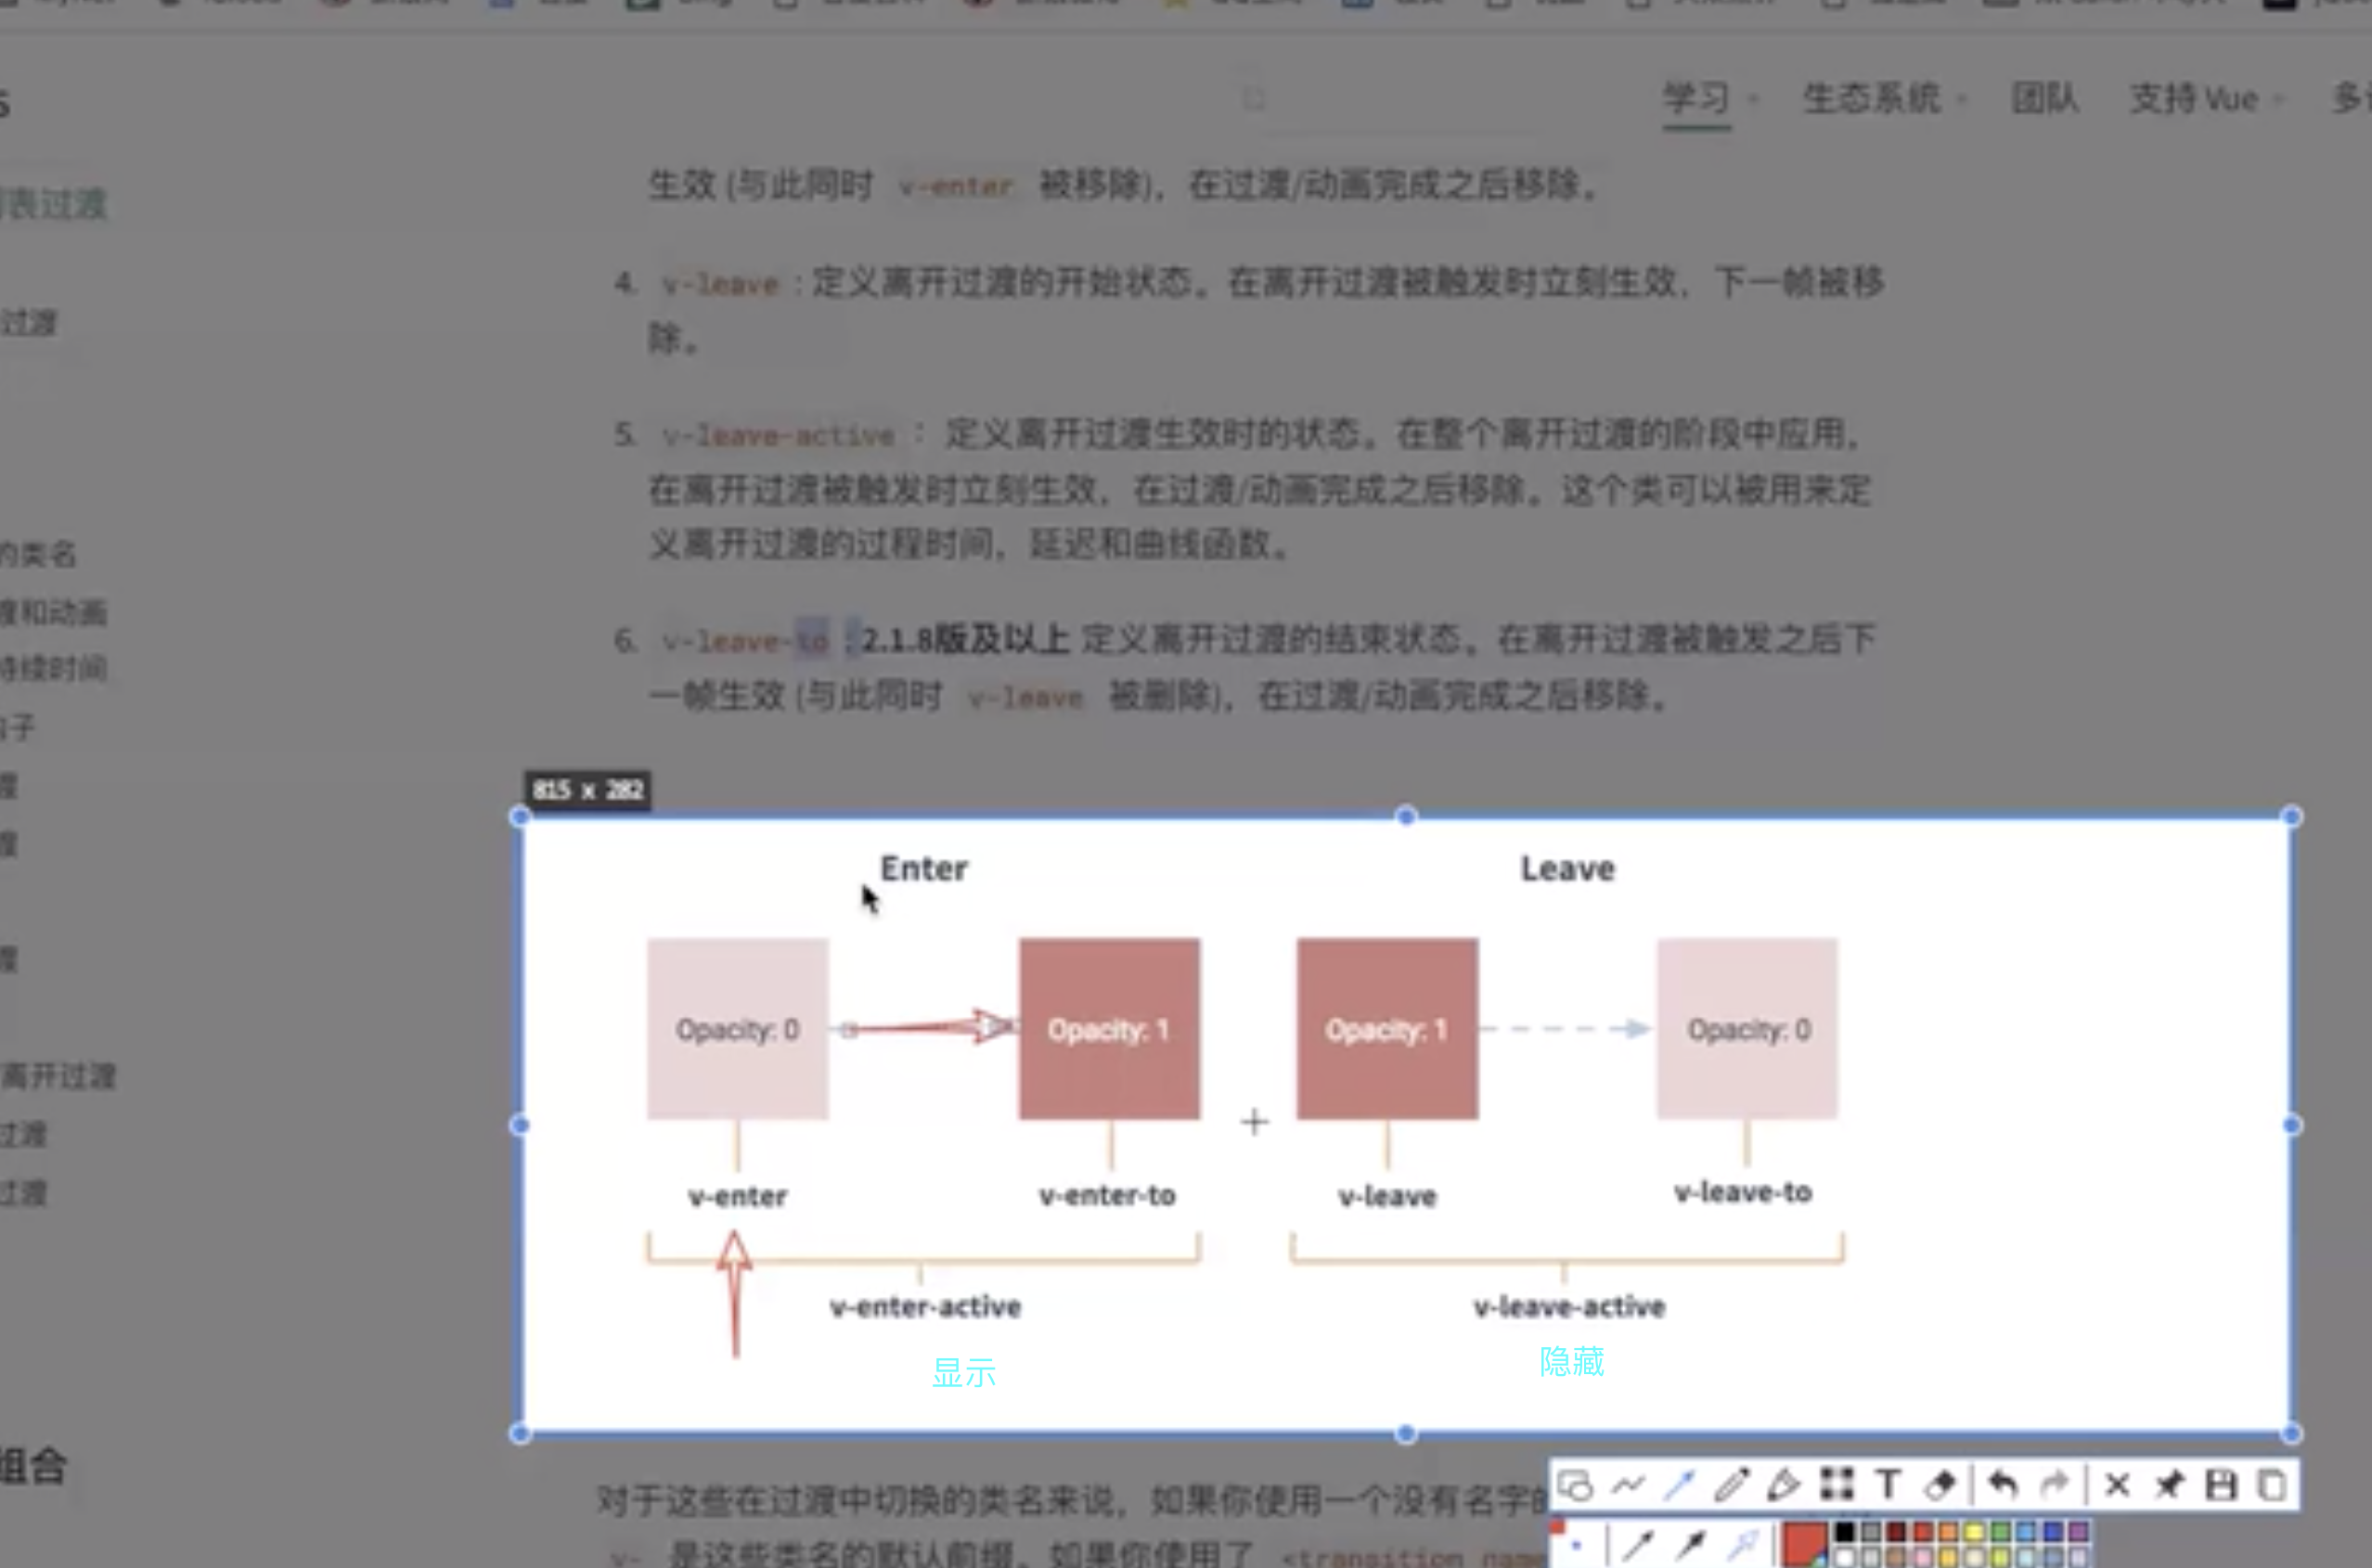 学习 生态系统 团队 支持 Vue
表过渡
生效 (与此同时 v-enter 被移除)，在过渡/动画完成之后移除。
过渡
4. v-leave : 定义离开过渡的开始状态。在离开过渡被触发时立刻生效，下一帧被移
除。
5. v-leave-active ：定义离开过渡生效时的状态。在整个离开过渡的阶段中应用，
在离开过渡被触发时立刻生效，在过渡/动画完成之后移除。这个类可以被用来定
义离开过渡的过程时间，延迟和曲线函数。
的类名
渡和动画
6. v-leave-to : 2.1.8版及以上 定义离开过渡的结束状态。在离开过渡被触发之后下
一帧生效 (与此同时 v-leave 被删除)，在过渡/动画完成之后移除。
持续时间
子
渡
渡
渡
离开过渡
过渡
过渡
组合
815 x 282
Enter Leave
Opacity: 0 Opacity: 1 Opacity: 1 Opacity: 0
v-enter v-enter-to + v-leave v-leave-to
v-enter-active v-leave-active
显示 隐藏
对于这些在过渡中切换的类名来说，如果你使用一个没有名字的
T
v- 是这些类名的默认前缀。如果你使用了 <transition name